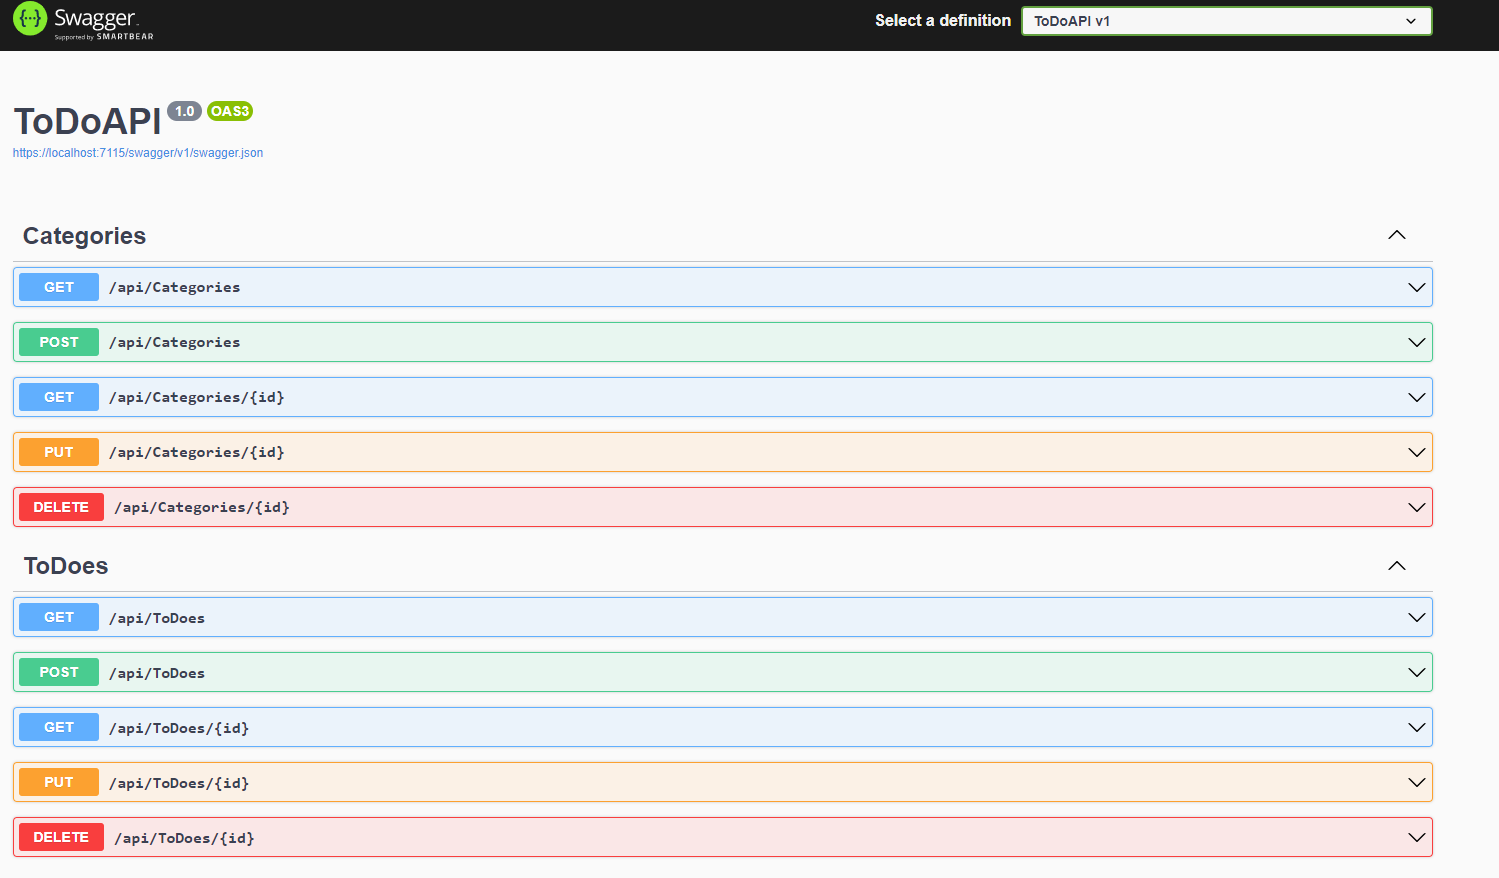 {...} Swagger
Supported by SMARTBEAR
Select a definition
ToDoAPI v1
ToDoAPI 1.0 OAS3
https://localhost:7115/swagger/v1/swagger.json
Categories
GET /api/Categories
POST /api/Categories
GET /api/Categories/{id}
PUT /api/Categories/{id}
DELETE /api/Categories/{id}
ToDoes
GET /api/ToDoes
POST /api/ToDoes
GET /api/ToDoes/{id}
PUT /api/ToDoes/{id}
DELETE /api/ToDoes/{id}